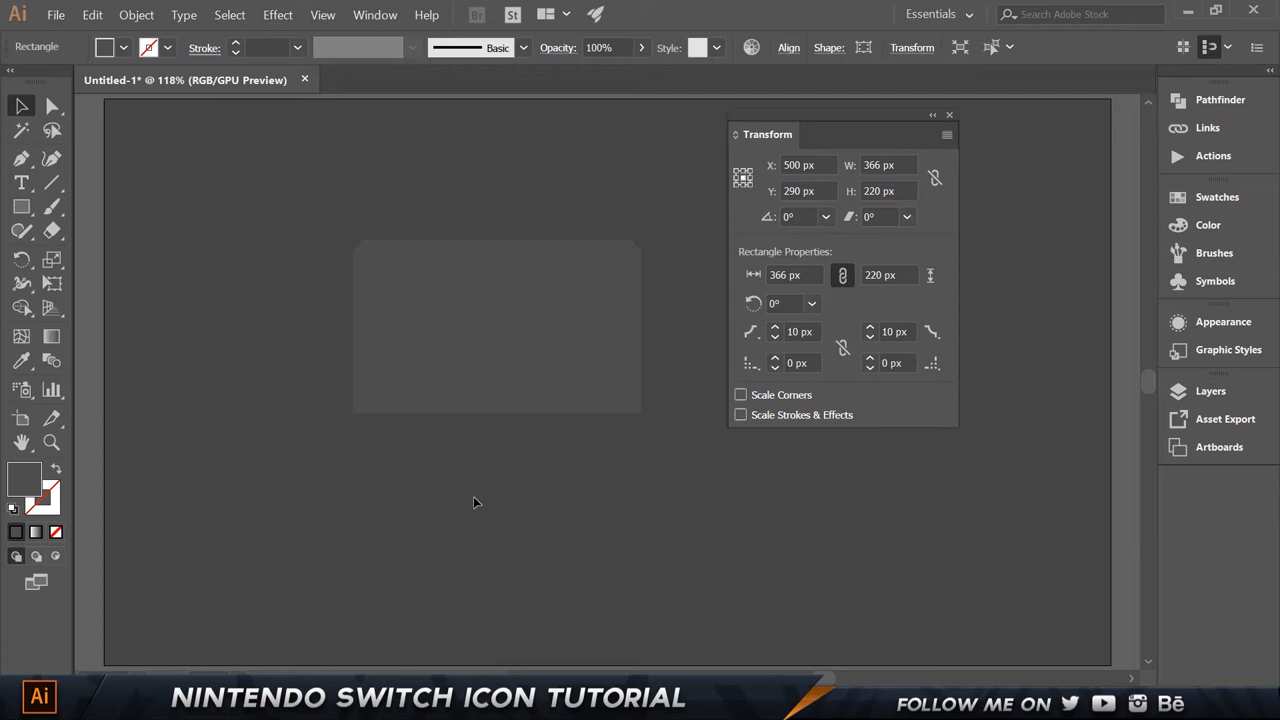 Ai File Edit Object Type Select Effect View Window Help Br St Essentials Search Adobe Stock
Rectangle Stroke: Basic Opacity: 100% Style: Align Shape: Transform
Untitled-1* @ 118% (RGB/GPU Preview)
Transform
X: 500 px W: 366 px
Y: 290 px H: 220 px
0° 0°
Rectangle Properties:
366 px 220 px
0°
10 px 10 px
0 px 0 px
Scale Corners
Scale Strokes & Effects
Pathfinder
Links
Actions
Swatches
Color
Brushes
Symbols
Appearance
Graphic Styles
Layers
Asset Export
Artboards
Ai NINTENDO SWITCH ICON TUTORIAL FOLLOW ME ON Bē